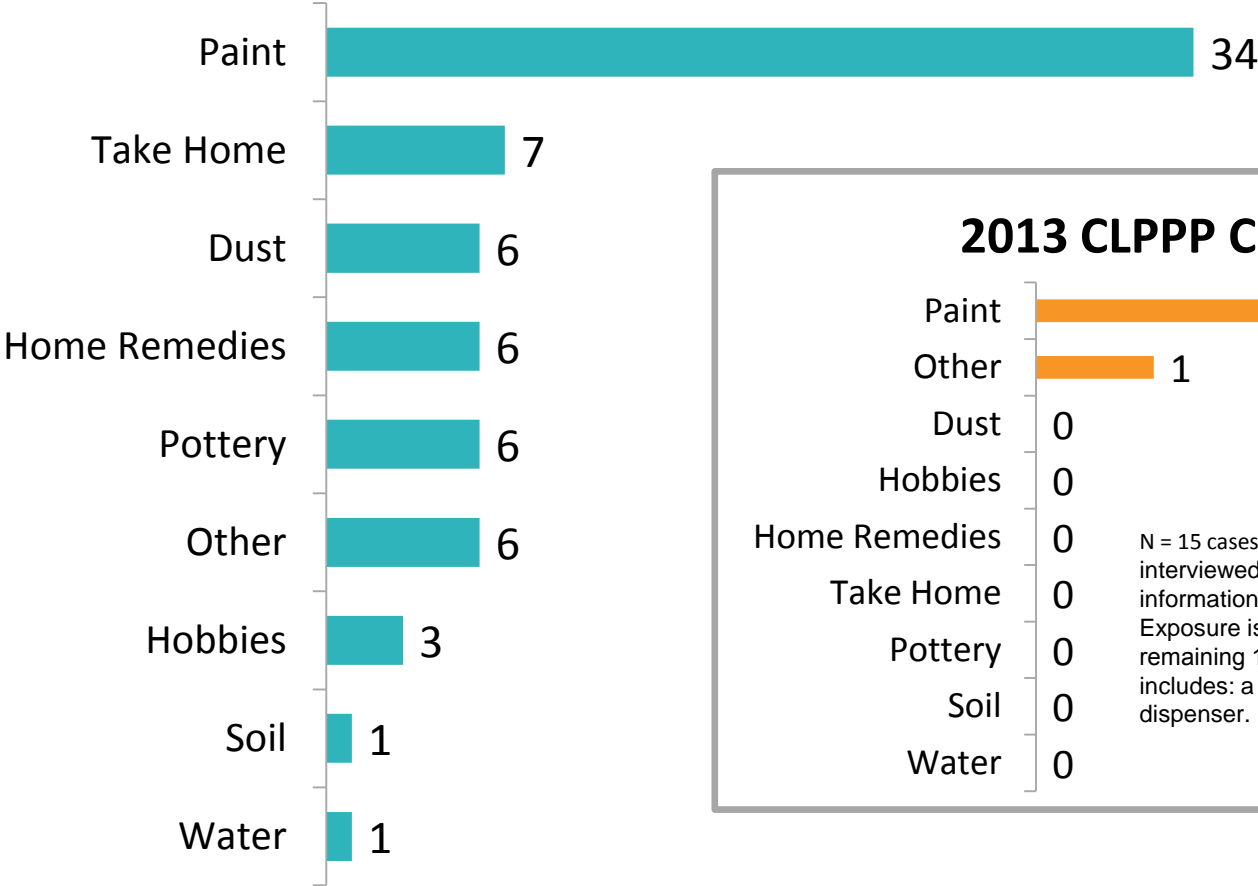 Paint 34
Take Home 7
Dust 6
Home Remedies 6
Pottery 6
Other 6
Hobbies 3
Soil 1
Water 1
2013 CLPPP C
Paint
Other 1
Dust 0
Hobbies 0
Home Remedies 0
Take Home 0
Pottery 0
Soil 0
Water 0
N = 15 cases
interviewed
information
Exposure is
remaining 1
includes: a
dispenser.